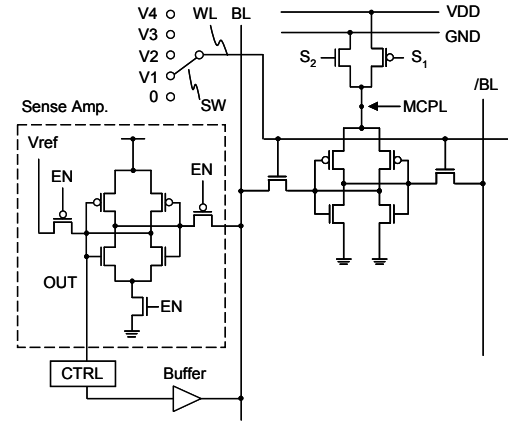 V4 WL BL VDD
V3 GND
V2 S2 S1
V1 /BL
0 SW MCPL
Sense Amp.
Vref
EN EN
OUT
EN
CTRL Buffer